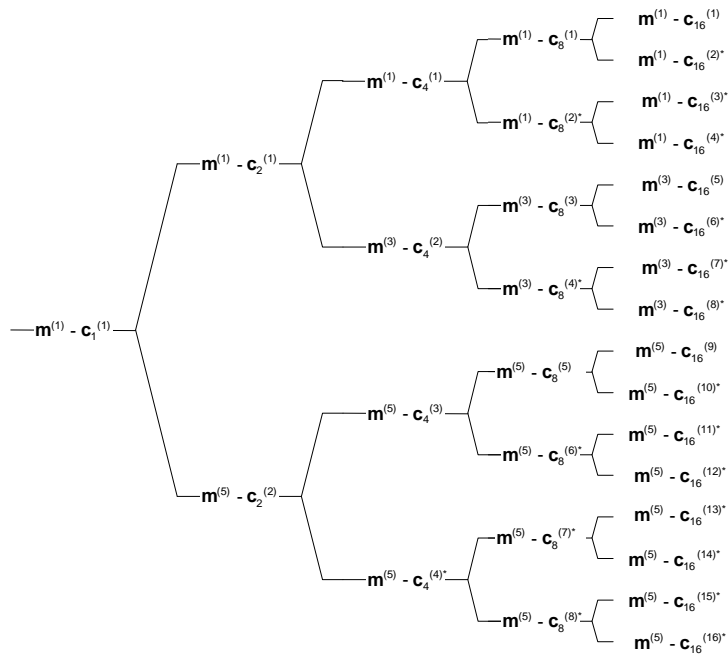 m(1) - c16(1)
m(1) - c8(1)
m(1) - c16(2)*
m(1) - c4(1)
m(1) - c16(3)*
m(1) - c8(2)*
m(1) - c16(4)*
m(1) - c2(1)
m(3) - c16(5)
m(3) - c8(3)
m(3) - c16(6)*
m(3) - c4(2)
m(3) - c16(7)*
m(3) - c8(4)*
m(3) - c16(8)*
m(1) - c1(1)
m(5) - c16(9)
m(5) - c8(5)
m(5) - c16(10)*
m(5) - c4(3)
m(5) - c16(11)*
m(5) - c8(6)*
m(5) - c16(12)*
m(5) - c2(2)
m(5) - c16(13)*
m(5) - c8(7)*
m(5) - c16(14)*
m(5) - c4(4)*
m(5) - c16(15)*
m(5) - c8(8)*
m(5) - c16(16)*